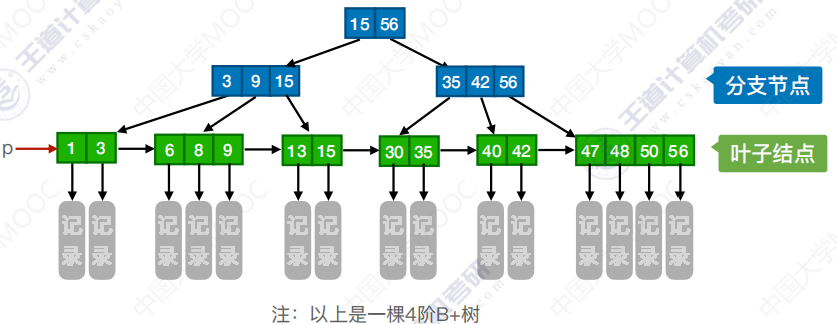 15 56
3 9 15
35 42 56
分支节点
p
1 3
6 8 9
13 15
30 35
40 42
47 48 50 56
叶子结点
记录 记录 记录 记录 记录 记录 记录 记录 记录 记录 记录 记录 记录 记录 记录
注：以上是一棵4阶B+树
王道计算机考研
www.cskaoyan.com
中国大学MOOC